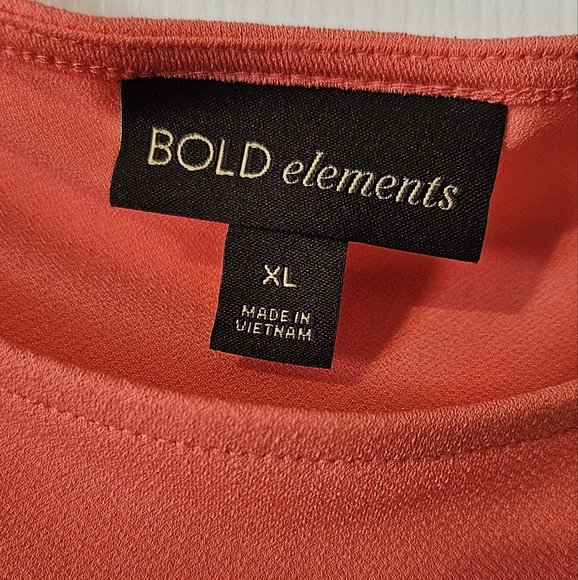 BOLD elements
XL
MADE IN
VIETNAM